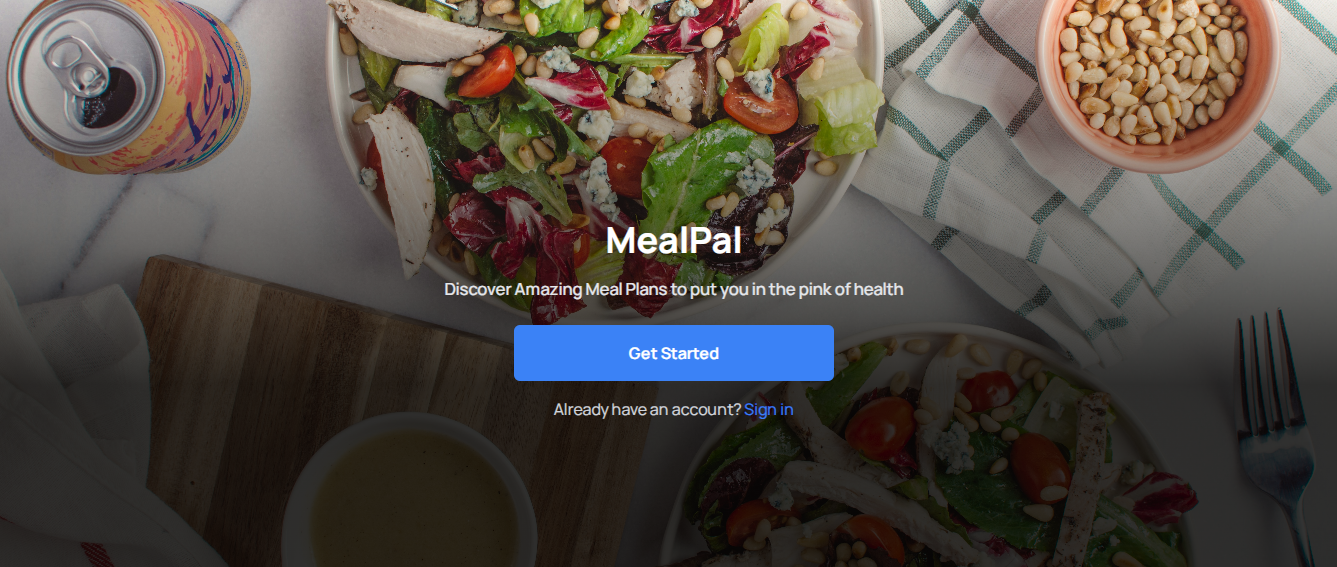 MealPal
Discover Amazing Meal Plans to put you in the pink of health
Get Started
Already have an account? Sign in